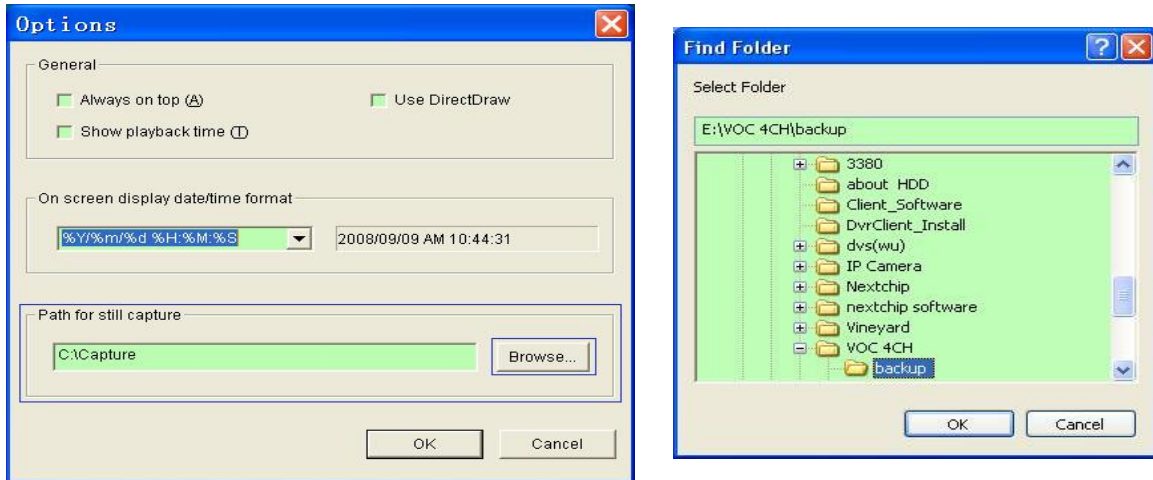 Options
General
Always on top (A)
Use DirectDraw
Show playback time (T)
On screen display date/time format
%Y/%m/%d %H:%M:%S
2008/09/09 AM 10:44:31
Path for still capture
C:\Capture
Browse...
OK
Cancel
Find Folder
Select Folder
E:\VOC 4CH\backup
3380
about HDD
Client_Software
DvrClient_Install
dvs(wu)
IP Camera
Nextchip
nextchip software
Vineyard
VOC 4CH
backup
OK
Cancel